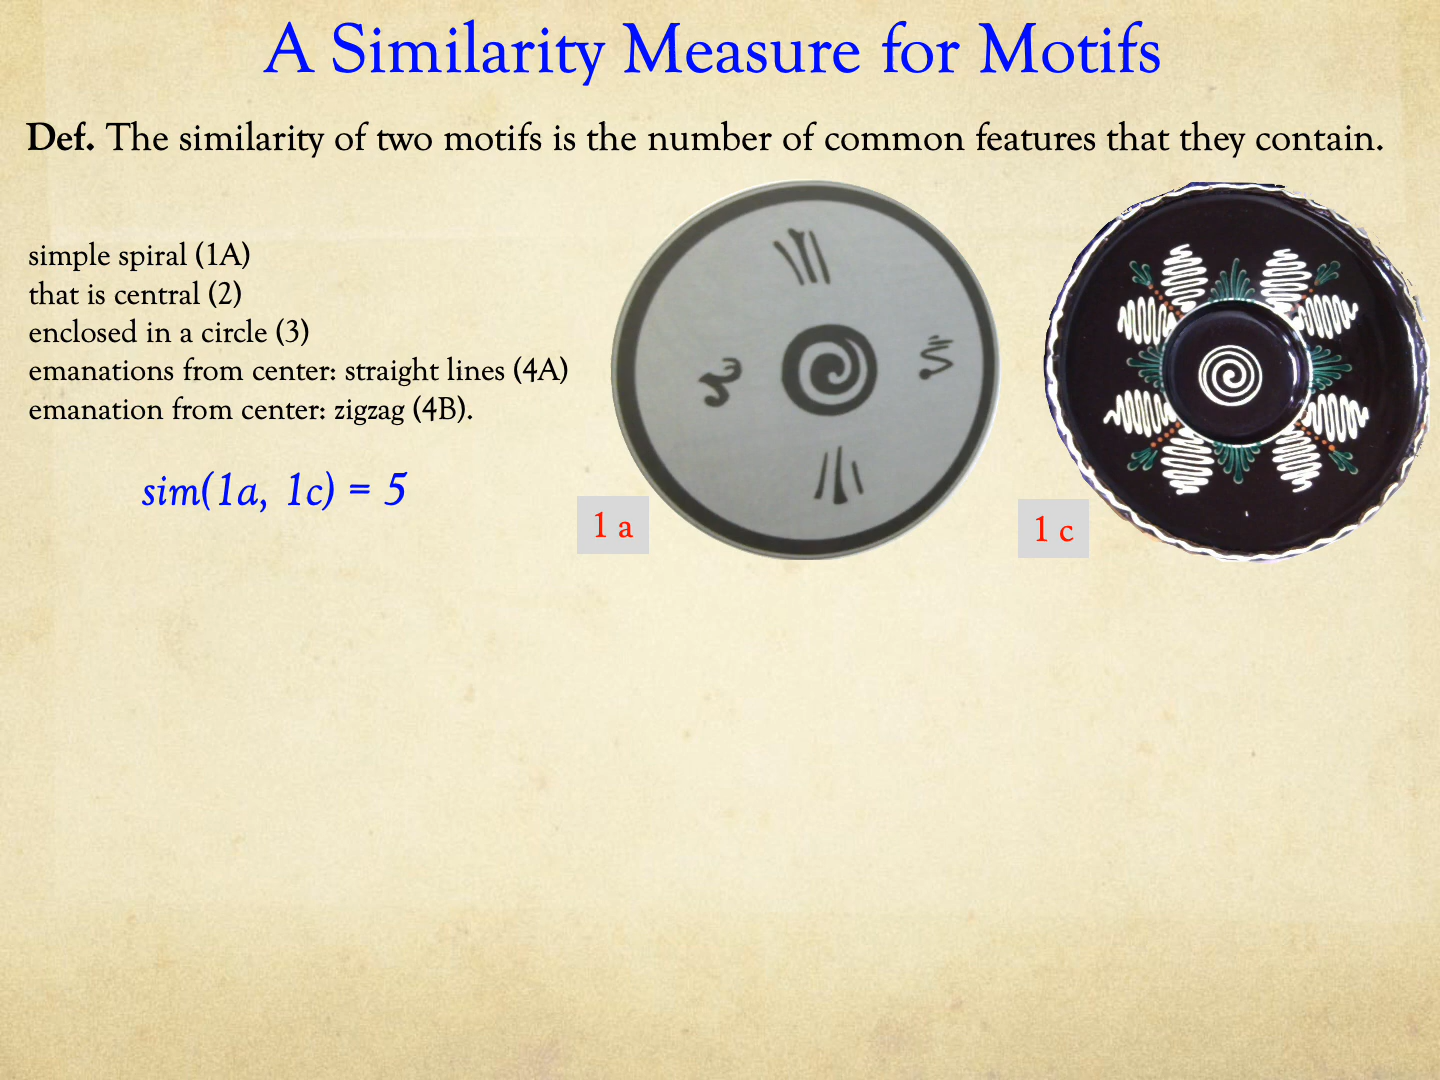 A Similarity Measure for Motifs
Def. The similarity of two motifs is the number of common features that they contain.
simple spiral (1A)
that is central (2)
enclosed in a circle (3)
emanations from center: straight lines (4A)
emanation from center: zigzag (4B).
sim(1a, 1c) = 5
1 a
1 c